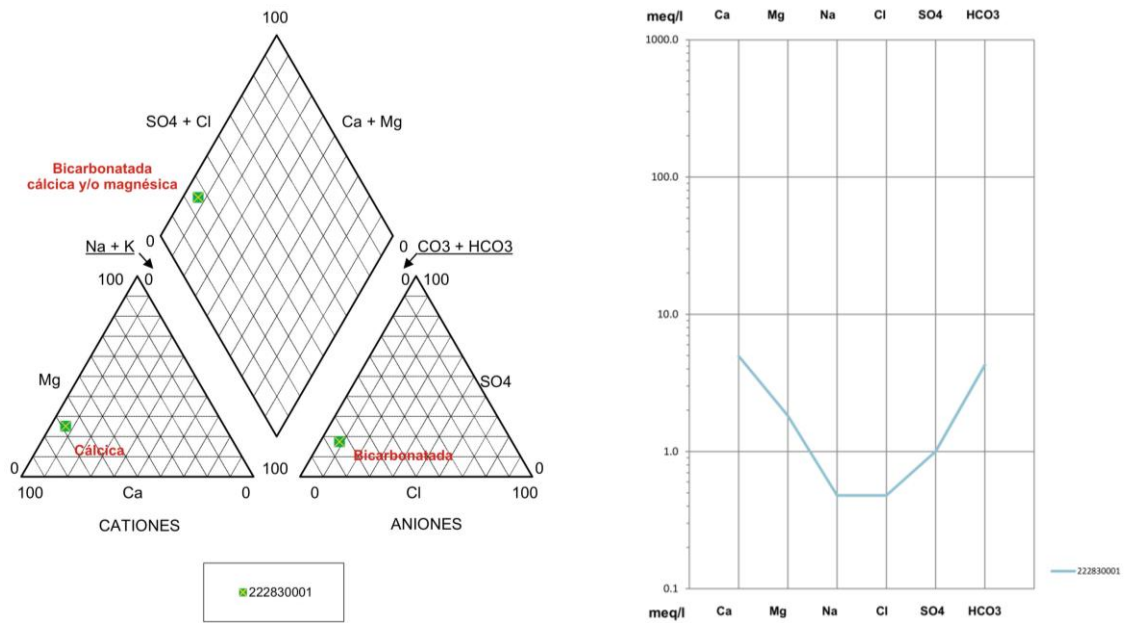 100
SO4 + Cl
Ca + Mg
Bicarbonatada
cálcica y/o magnésica
0
0
Na + K
CO3 + HCO3
100
0
0
100
Mg
SO4
Cálcica
Bicarbonatada
0
100
0
100
Ca
0
0
Cl
100
CATIONES
ANIONES
222830001
meq/l Ca Mg Na Cl SO4 HCO3
1000.0
100.0
10.0
1.0
0.1
222830001
meq/l Ca Mg Na Cl SO4 HCO3